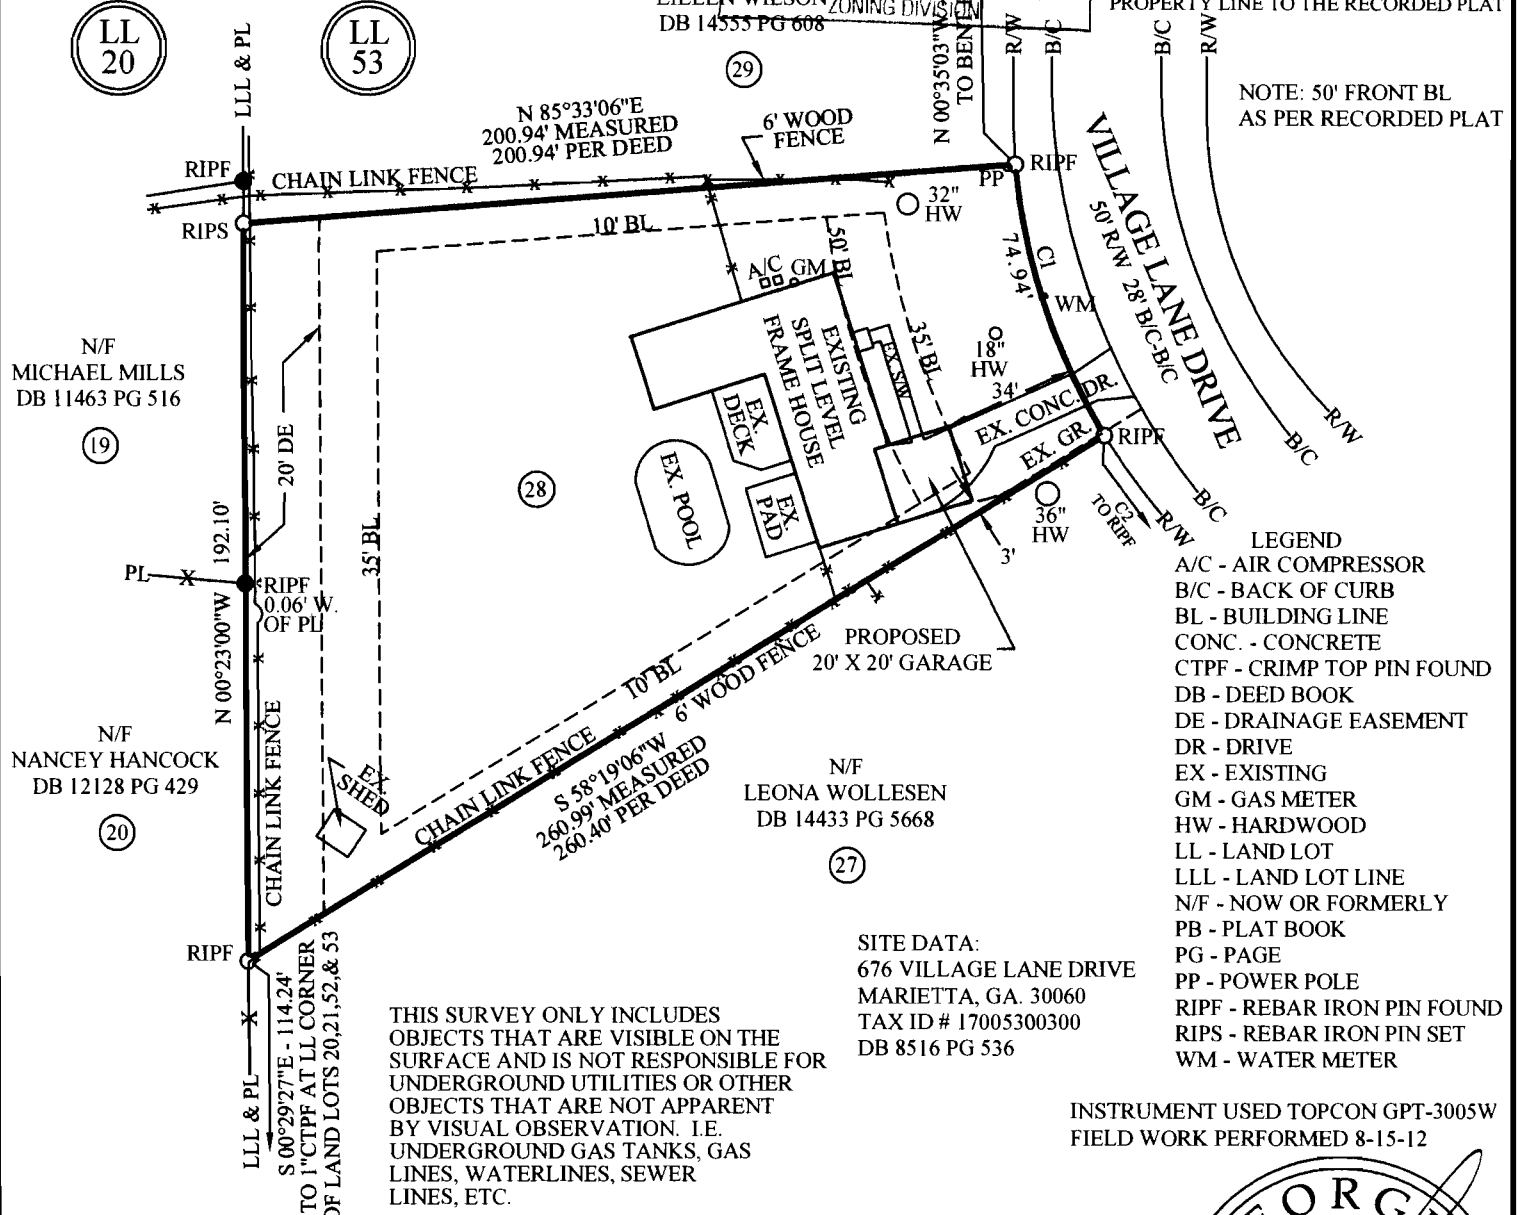 LL
20
LL
53
LLL & PL
EILEEN WILSON
DB 14555 PG 608
ZONING DIVISION
29
N 00°35'03"W
TO BENT
R/W
B/C
B/C
R/W
PROPERTY LINE TO THE RECORDED PLAT
NOTE: 50' FRONT BL
AS PER RECORDED PLAT
N 85°33'06"E
200.94' MEASURED
200.94' PER DEED
6' WOOD
FENCE
RIPF
CHAIN LINK FENCE
RIPS
RIPF
PP
32"
HW
10' BL
50' BL
A/C
GM
C1
74.94'
WM
VILLAGE LANE DRIVE
50' R/W 28' B/C-B/C
EXISTING
SPLIT LEVEL
FRAME HOUSE
EX. S/W
35' BL
18"
HW
34'
EX. CONC. DR.
EX. GR.
RIPF
R/W
B/C
B/C
R/W
C2
TO RIPF
36"
HW
3'
N/F
MICHAEL MILLS
DB 11463 PG 516
19
20' DE
EX.
DECK
EX. POOL
EX.
PAD
28
35' BL
192.10'
N 00°23'00"W
PL
RIPF
0.06' W.
OF PL
PROPOSED
20' X 20' GARAGE
10' BL
6' WOOD FENCE
CHAIN LINK FENCE
S 58°19'06"W
260.99' MEASURED
260.40' PER DEED
N/F
NANCEY HANCOCK
DB 12128 PG 429
20
CHAIN LINK FENCE
EX.
SHED
N/F
LEONA WOLLESEN
DB 14433 PG 5668
27
RIPF
LLL & PL
S 00°29'27"E - 114.24'
TO 1"CTPF AT LL CORNER
OF LAND LOTS 20,21,52,& 53
LEGEND
A/C - AIR COMPRESSOR
B/C - BACK OF CURB
BL - BUILDING LINE
CONC. - CONCRETE
CTPF - CRIMP TOP PIN FOUND
DB - DEED BOOK
DE - DRAINAGE EASEMENT
DR - DRIVE
EX - EXISTING
GM - GAS METER
HW - HARDWOOD
LL - LAND LOT
LLL - LAND LOT LINE
N/F - NOW OR FORMERLY
PB - PLAT BOOK
PG - PAGE
PP - POWER POLE
RIPF - REBAR IRON PIN FOUND
RIPS - REBAR IRON PIN SET
WM - WATER METER
SITE DATA:
676 VILLAGE LANE DRIVE
MARIETTA, GA. 30060
TAX ID # 17005300300
DB 8516 PG 536
THIS SURVEY ONLY INCLUDES
OBJECTS THAT ARE VISIBLE ON THE
SURFACE AND IS NOT RESPONSIBLE FOR
UNDERGROUND UTILITIES OR OTHER
OBJECTS THAT ARE NOT APPARENT
BY VISUAL OBSERVATION. I.E.
UNDERGROUND GAS TANKS, GAS
LINES, WATERLINES, SEWER
LINES, ETC.
INSTRUMENT USED TOPCON GPT-3005W
FIELD WORK PERFORMED 8-15-12
ORG